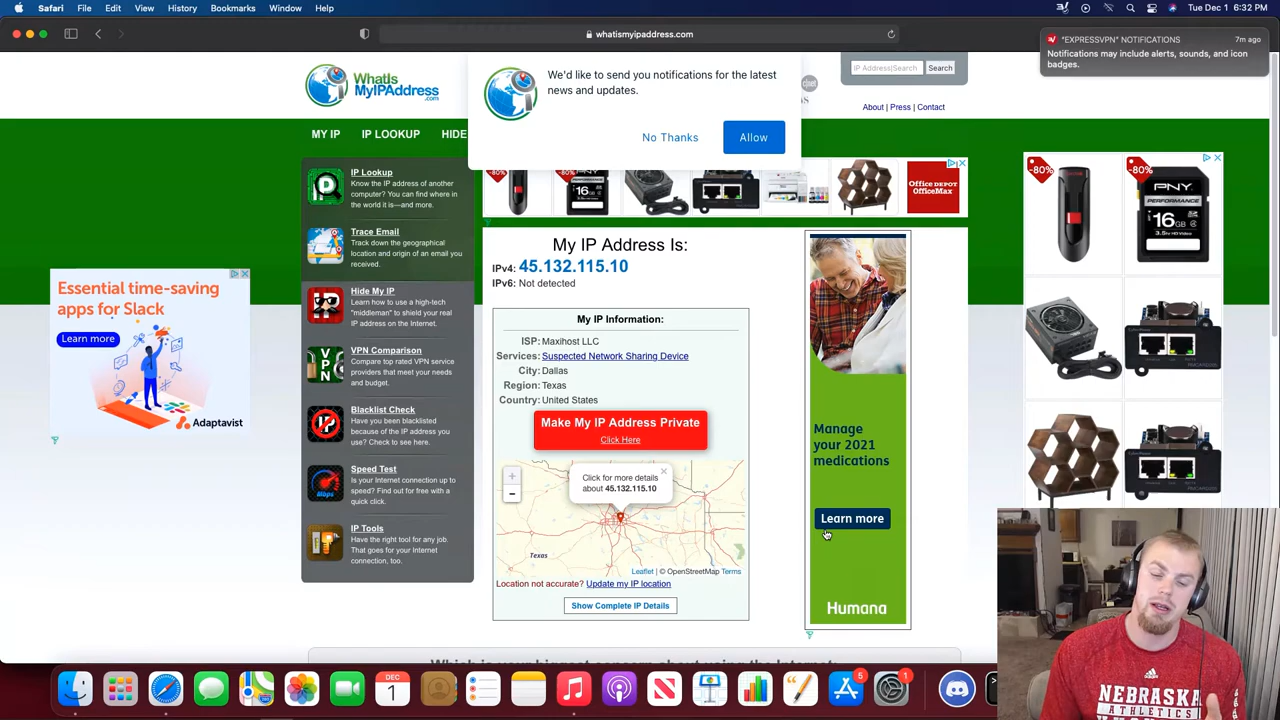 Safari File Edit View History Bookmarks Window Help
Tue Dec 1 6:32 PM
whatismyipaddress.com
"EXPRESSVPN" NOTIFICATIONS 7m ago
Notifications may include alerts, sounds, and icon
badges.
WhatIs
MyIPAddress
.com
We'd like to send you notifications for the latest
news and updates.
No Thanks Allow
IP Address|Search Search
About | Press | Contact
MY IP IP LOOKUP HIDE
IP Lookup
Know the IP address of another
computer? You can find where in
the world it is—and more.
Trace Email
Track down the geographical
location and origin of an email you
received.
Hide My IP
Learn how to use a high-tech
"middleman" to shield your real
IP address on the Internet.
VPN Comparison
Compare top rated VPN service
providers that meet your needs
and budget.
Blacklist Check
Have you been blacklisted
because of the IP address you
use? Check to see here.
Speed Test
Is your Internet connection up to
speed? Find out for free with a
quick click.
IP Tools
Have the right tool for any job.
That goes for your Internet
connection, too.
Essential time-saving
apps for Slack
Learn more
Adaptavist
-80% -80%
16GB
Office DEPOT
OfficeMax
My IP Address Is:
IPv4: 45.132.115.10
IPv6: Not detected
My IP Information:
ISP: Maxihost LLC
Services: Suspected Network Sharing Device
City: Dallas
Region: Texas
Country: United States
Make My IP Address Private
Click Here
+
−
Click for more details
about 45.132.115.10
Texas
Leaflet | © OpenStreetMap Terms
Location not accurate? Update my IP location
Show Complete IP Details
Manage
your 2021
medications
Learn more
Humana
-80% -80%
PNY
PERFORMANCE
16GB
Which is your biggest concern about using the Internet:
DEC
1
5
1
NEBRASKA
ATHLETICS